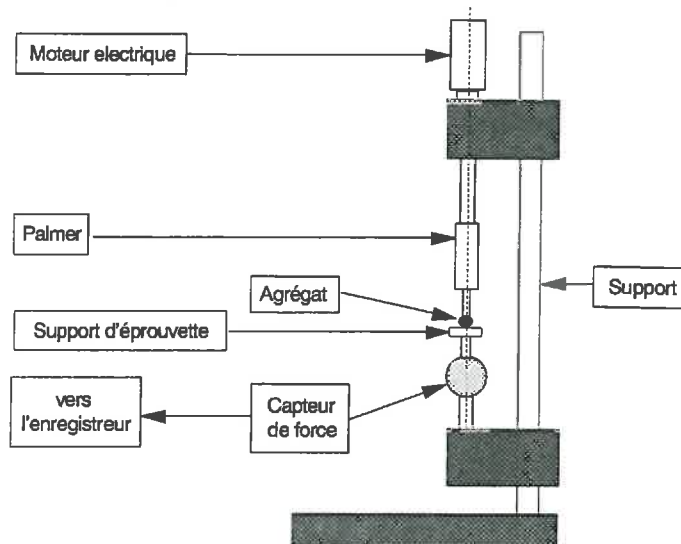 Moteur electrique
Palmer
Agrégat
Support
Support d'éprouvette
vers
l'enregistreur
Capteur
de force